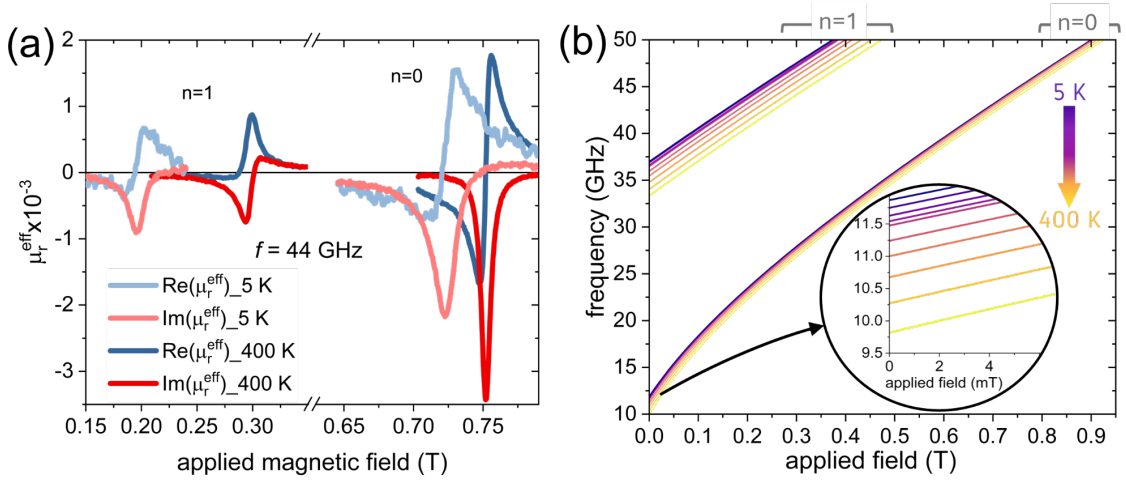 (a)
μ_r^eff x10^-3
2
1
0
-1
-2
-3
n=1
n=0
f = 44 GHz
Re(μ_r^eff)_5 K
Im(μ_r^eff)_5 K
Re(μ_r^eff)_400 K
Im(μ_r^eff)_400 K
0.15 0.20 0.25 0.30 0.65 0.70 0.75
applied magnetic field (T)
(b)
n=1
n=0
frequency (GHz)
50
45
40
35
30
25
20
15
10
5 K
400 K
11.5
11.0
10.5
10.0
9.5
0 2 4
applied field (mT)
0.0 0.1 0.2 0.3 0.4 0.5 0.6 0.7 0.8 0.9
applied field (T)